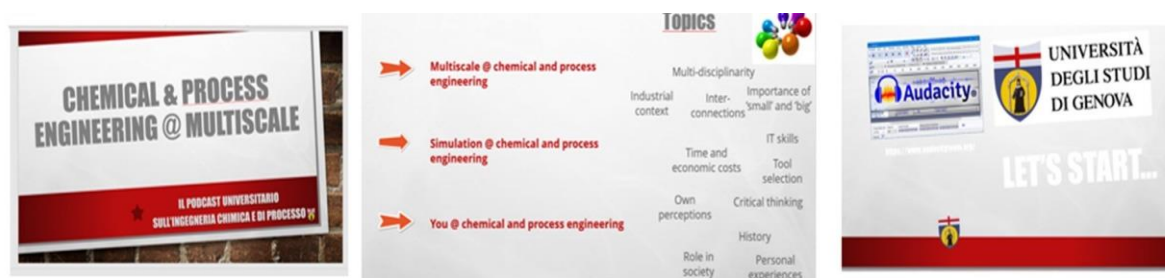 CHEMICAL & PROCESS
ENGINEERING @ MULTISCALE
IL PODCAST UNIVERSITARIO
SULL'INGEGNERIA CHIMICA E DI PROCESSO
Topics
Multiscale @ chemical and process
engineering
Simulation @ chemical and process
engineering
You @ chemical and process engineering
Multi-disciplinarity
Industrial
context
Inter-
connections
Importance of
'small' and 'big'
IT skills
Time and
economic costs
Tool
selection
Own
perceptions
Critical thinking
History
Role in
society
Personal
experiences
Audacity®
UNIVERSITÀ
DEGLI STUDI
DI GENOVA
LET'S START...